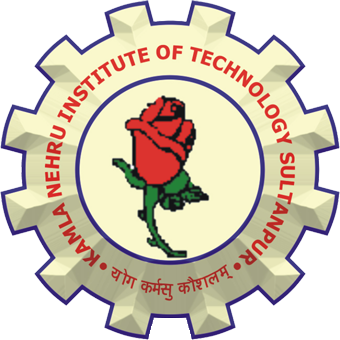 KAMLA NEHRU INSTITUTE OF TECHNOLOGY SULTANPUR
• योग कर्मसु कौशलम् •